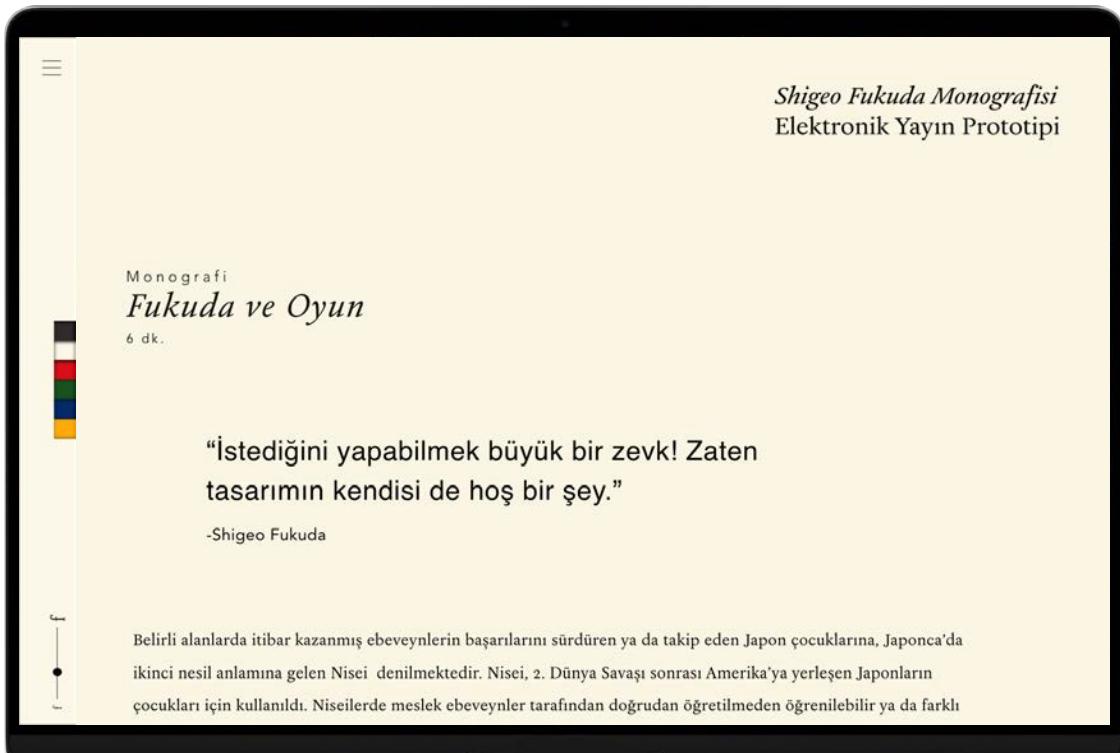 Shigeo Fukuda Monografisi
Elektronik Yayın Prototipi
Monografi
Fukuda ve Oyun
6 dk.
“İstediğini yapabilmek büyük bir zevk! Zaten
tasarımın kendisi de hoş bir şey.”
-Shigeo Fukuda
f
f
Belirli alanlarda itibar kazanmış ebeveynlerin başarılarını sürdüren ya da takip eden Japon çocuklarına, Japonca’da
ikinci nesil anlamına gelen Nisei  denilmektedir. Nisei, 2. Dünya Savaşı sonrası Amerika’ya yerleşen Japonların
çocukları için kullanıldı. Niseilerde meslek ebeveynler tarafından doğrudan öğretilmeden öğrenilebilir ya da farklı